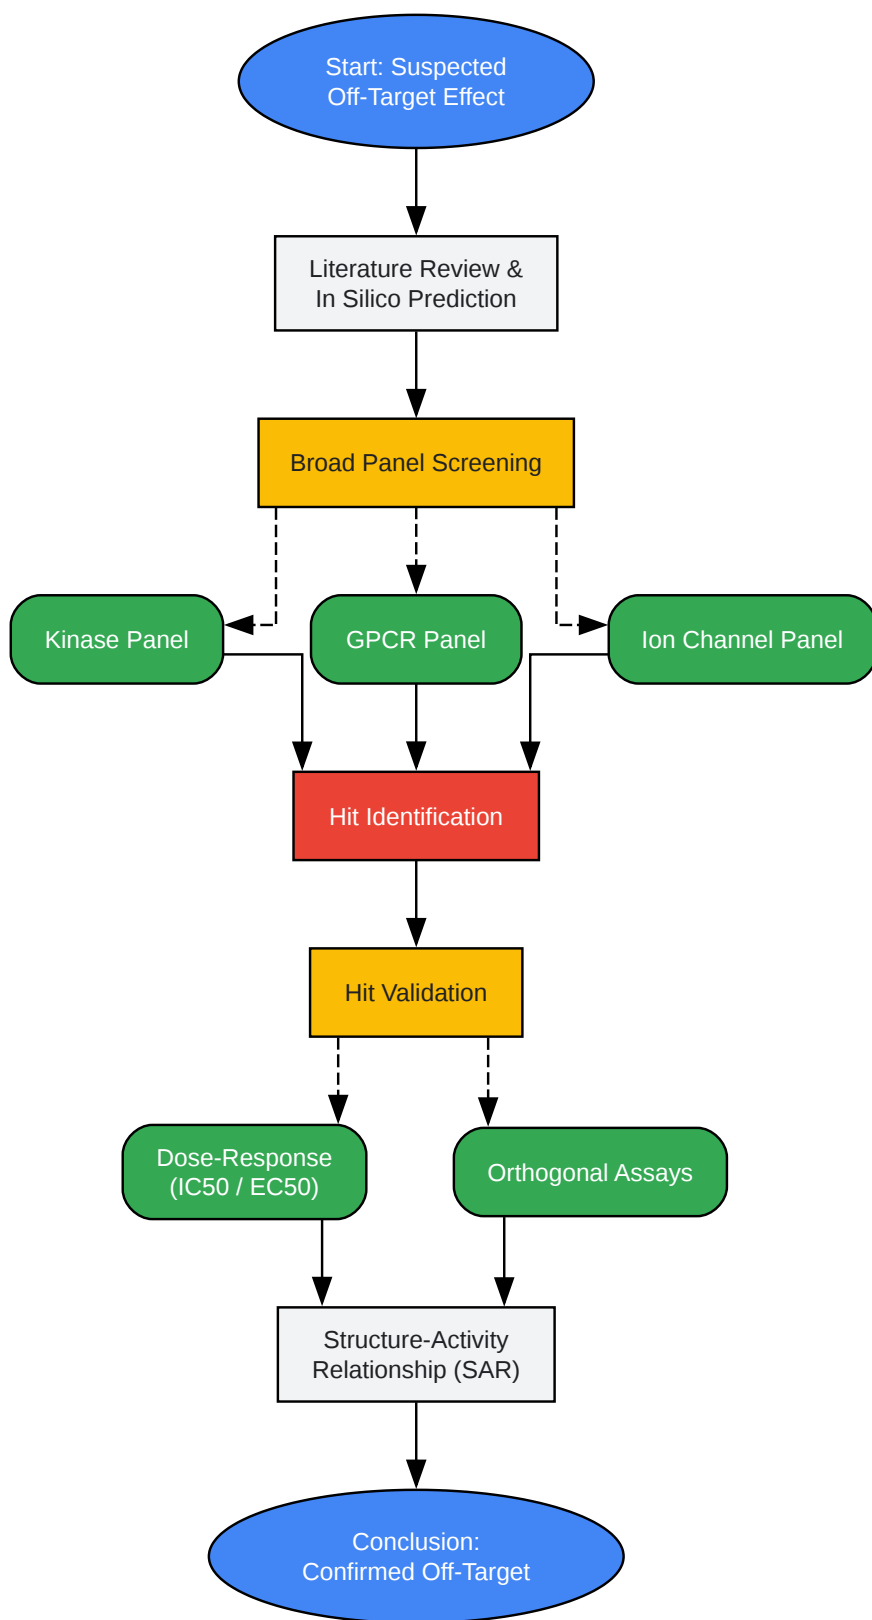 Start: Suspected
Off-Target Effect
Literature Review &
In Silico Prediction
Broad Panel Screening
Kinase Panel
GPCR Panel
Ion Channel Panel
Hit Identification
Hit Validation
Dose-Response
(IC50 / EC50)
Orthogonal Assays
Structure-Activity
Relationship (SAR)
Conclusion:
Confirmed Off-Target